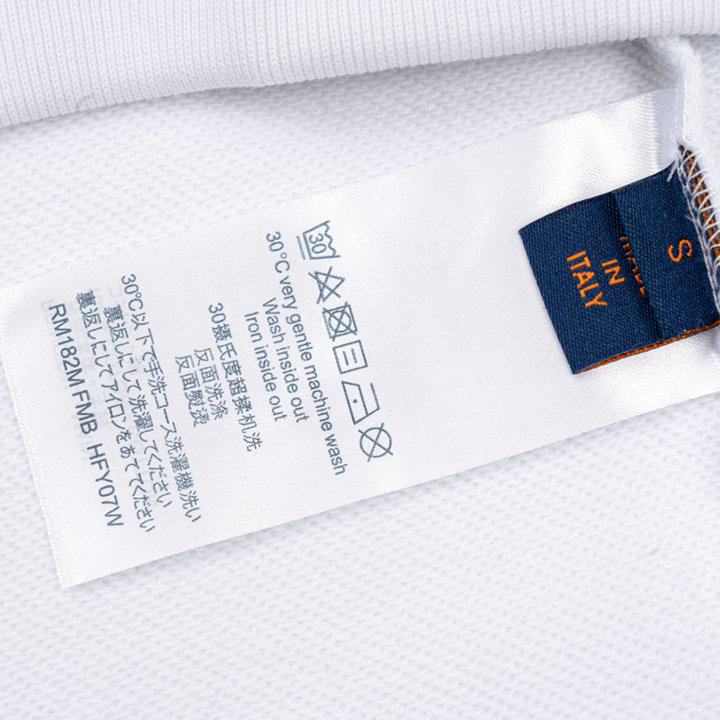 30
30°C very gentle machine wash
Wash inside out
Iron inside out
30摄氏度超揉机洗
反面洗涤
反面熨烫
30℃以下で手洗コース洗濯機洗い
裏返しにして洗濯してください
裏返しにしてアイロンをあててください
RM182M FMB HFY07W
MADE
IN
ITALY
S